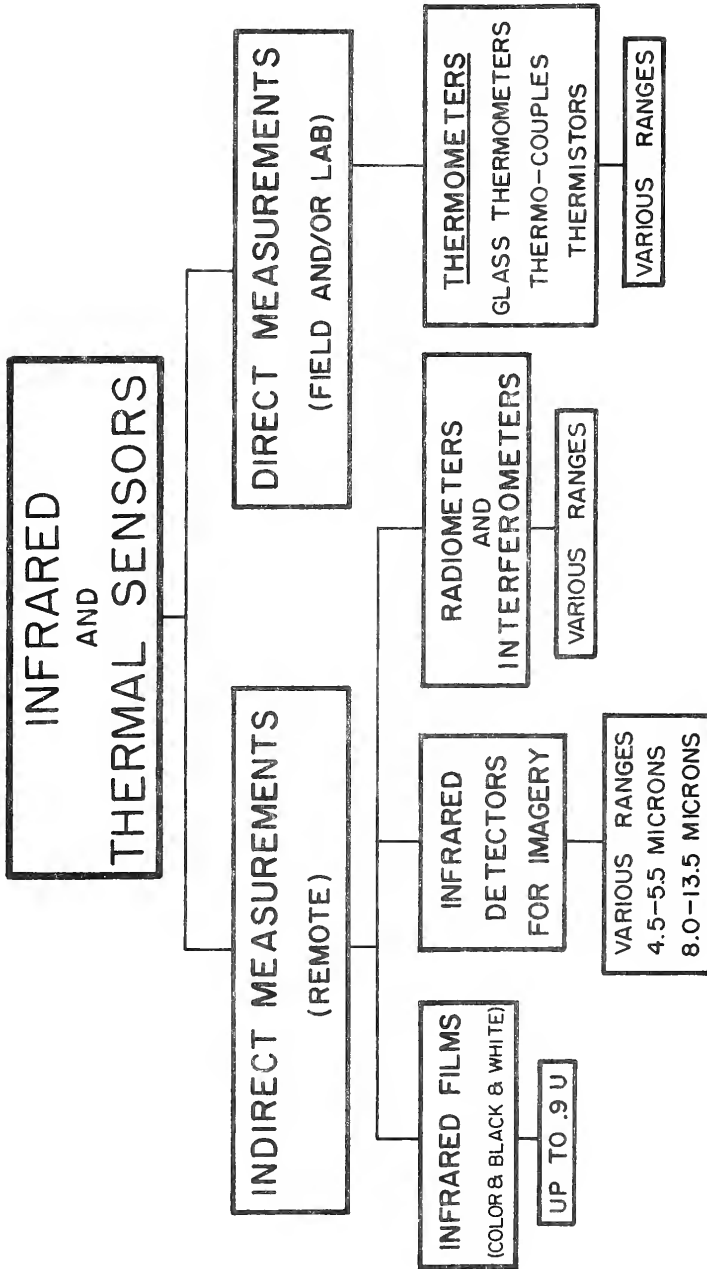 INFRARED
AND
THERMAL SENSORS
INDIRECT MEASUREMENTS
(REMOTE)
DIRECT MEASUREMENTS
(FIELD AND/OR LAB)
INFRARED FILMS
(COLOR & BLACK & WHITE)
UP TO .9 U
INFRARED
DETECTORS
FOR IMAGERY
VARIOUS RANGES
4.5-5.5 MICRONS
8.0-13.5 MICRONS
RADIOMETERS
AND
INTERFEROMETERS
VARIOUS RANGES
THERMOMETERS
GLASS THERMOMETERS
THERMO-COUPLES
THERMISTORS
VARIOUS RANGES